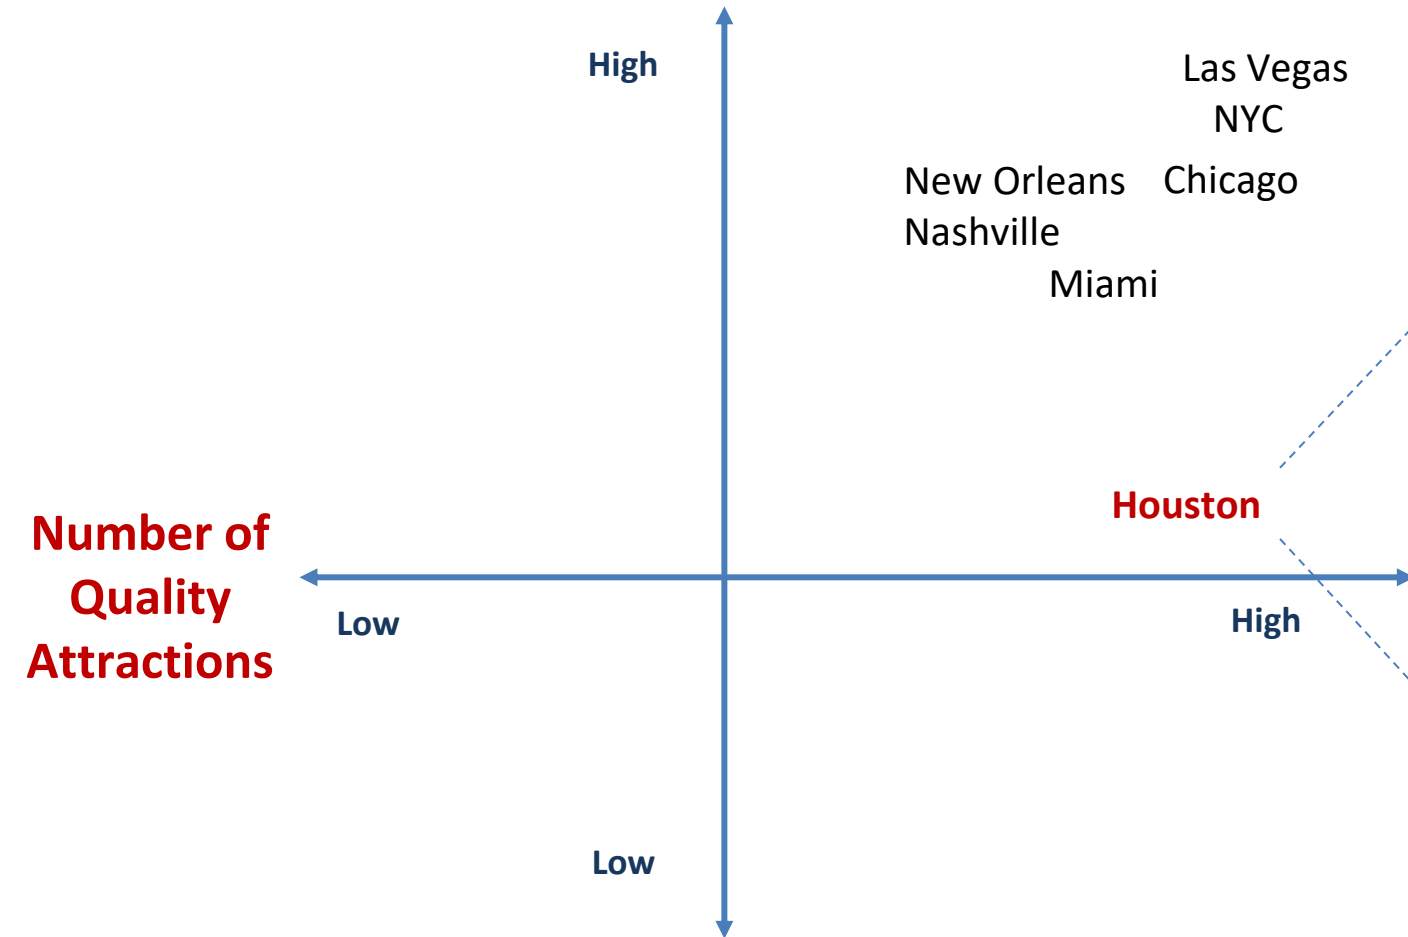 High
Las Vegas
NYC
New Orleans
Chicago
Nashville
Miami
Houston
Number of
Quality
Attractions
Low
High
Low